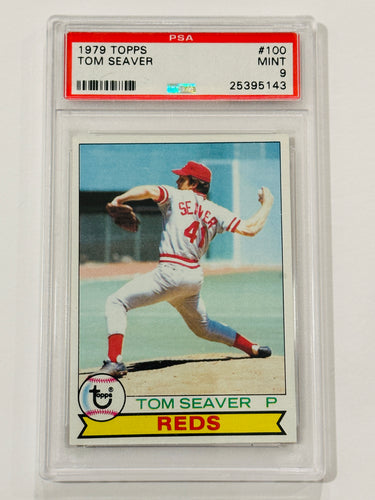 PSA
1979 TOPPS #100
TOM SEAVER MINT
9
25395143
SEAVER
41
topps
TOM SEAVER P
REDS